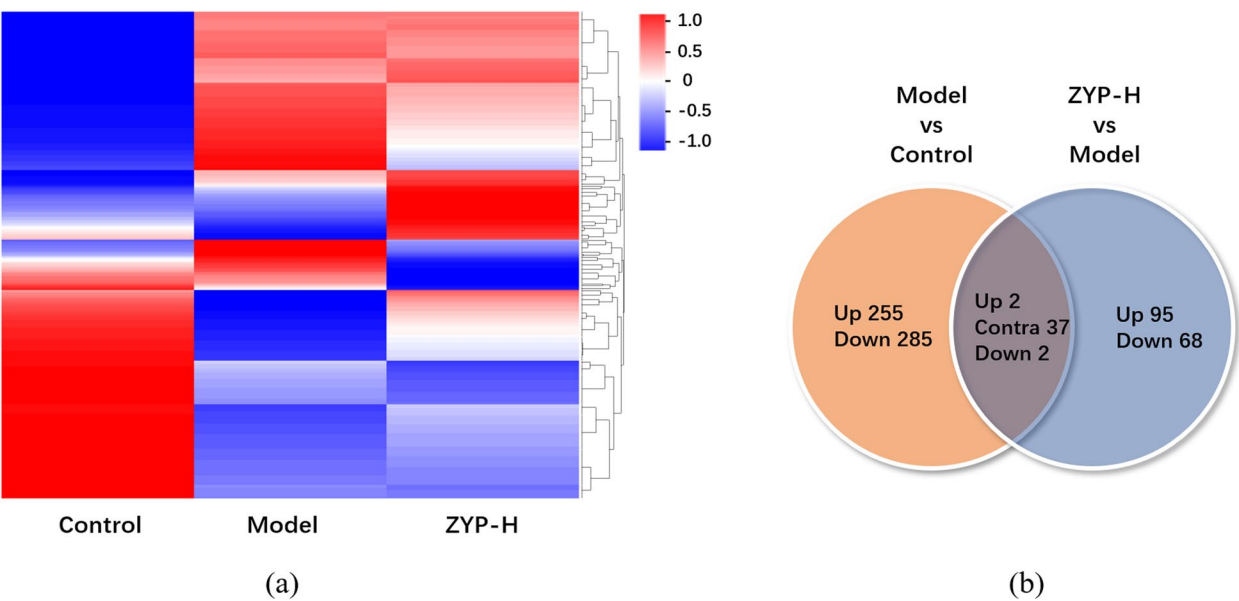 1.0
0.5
0
-0.5
-1.0
Control
Model
ZYP-H
(a)
Model
vs
Control
ZYP-H
vs
Model
Up 255
Down 285
Up 2
Contra 37
Down 2
Up 95
Down 68
(b)